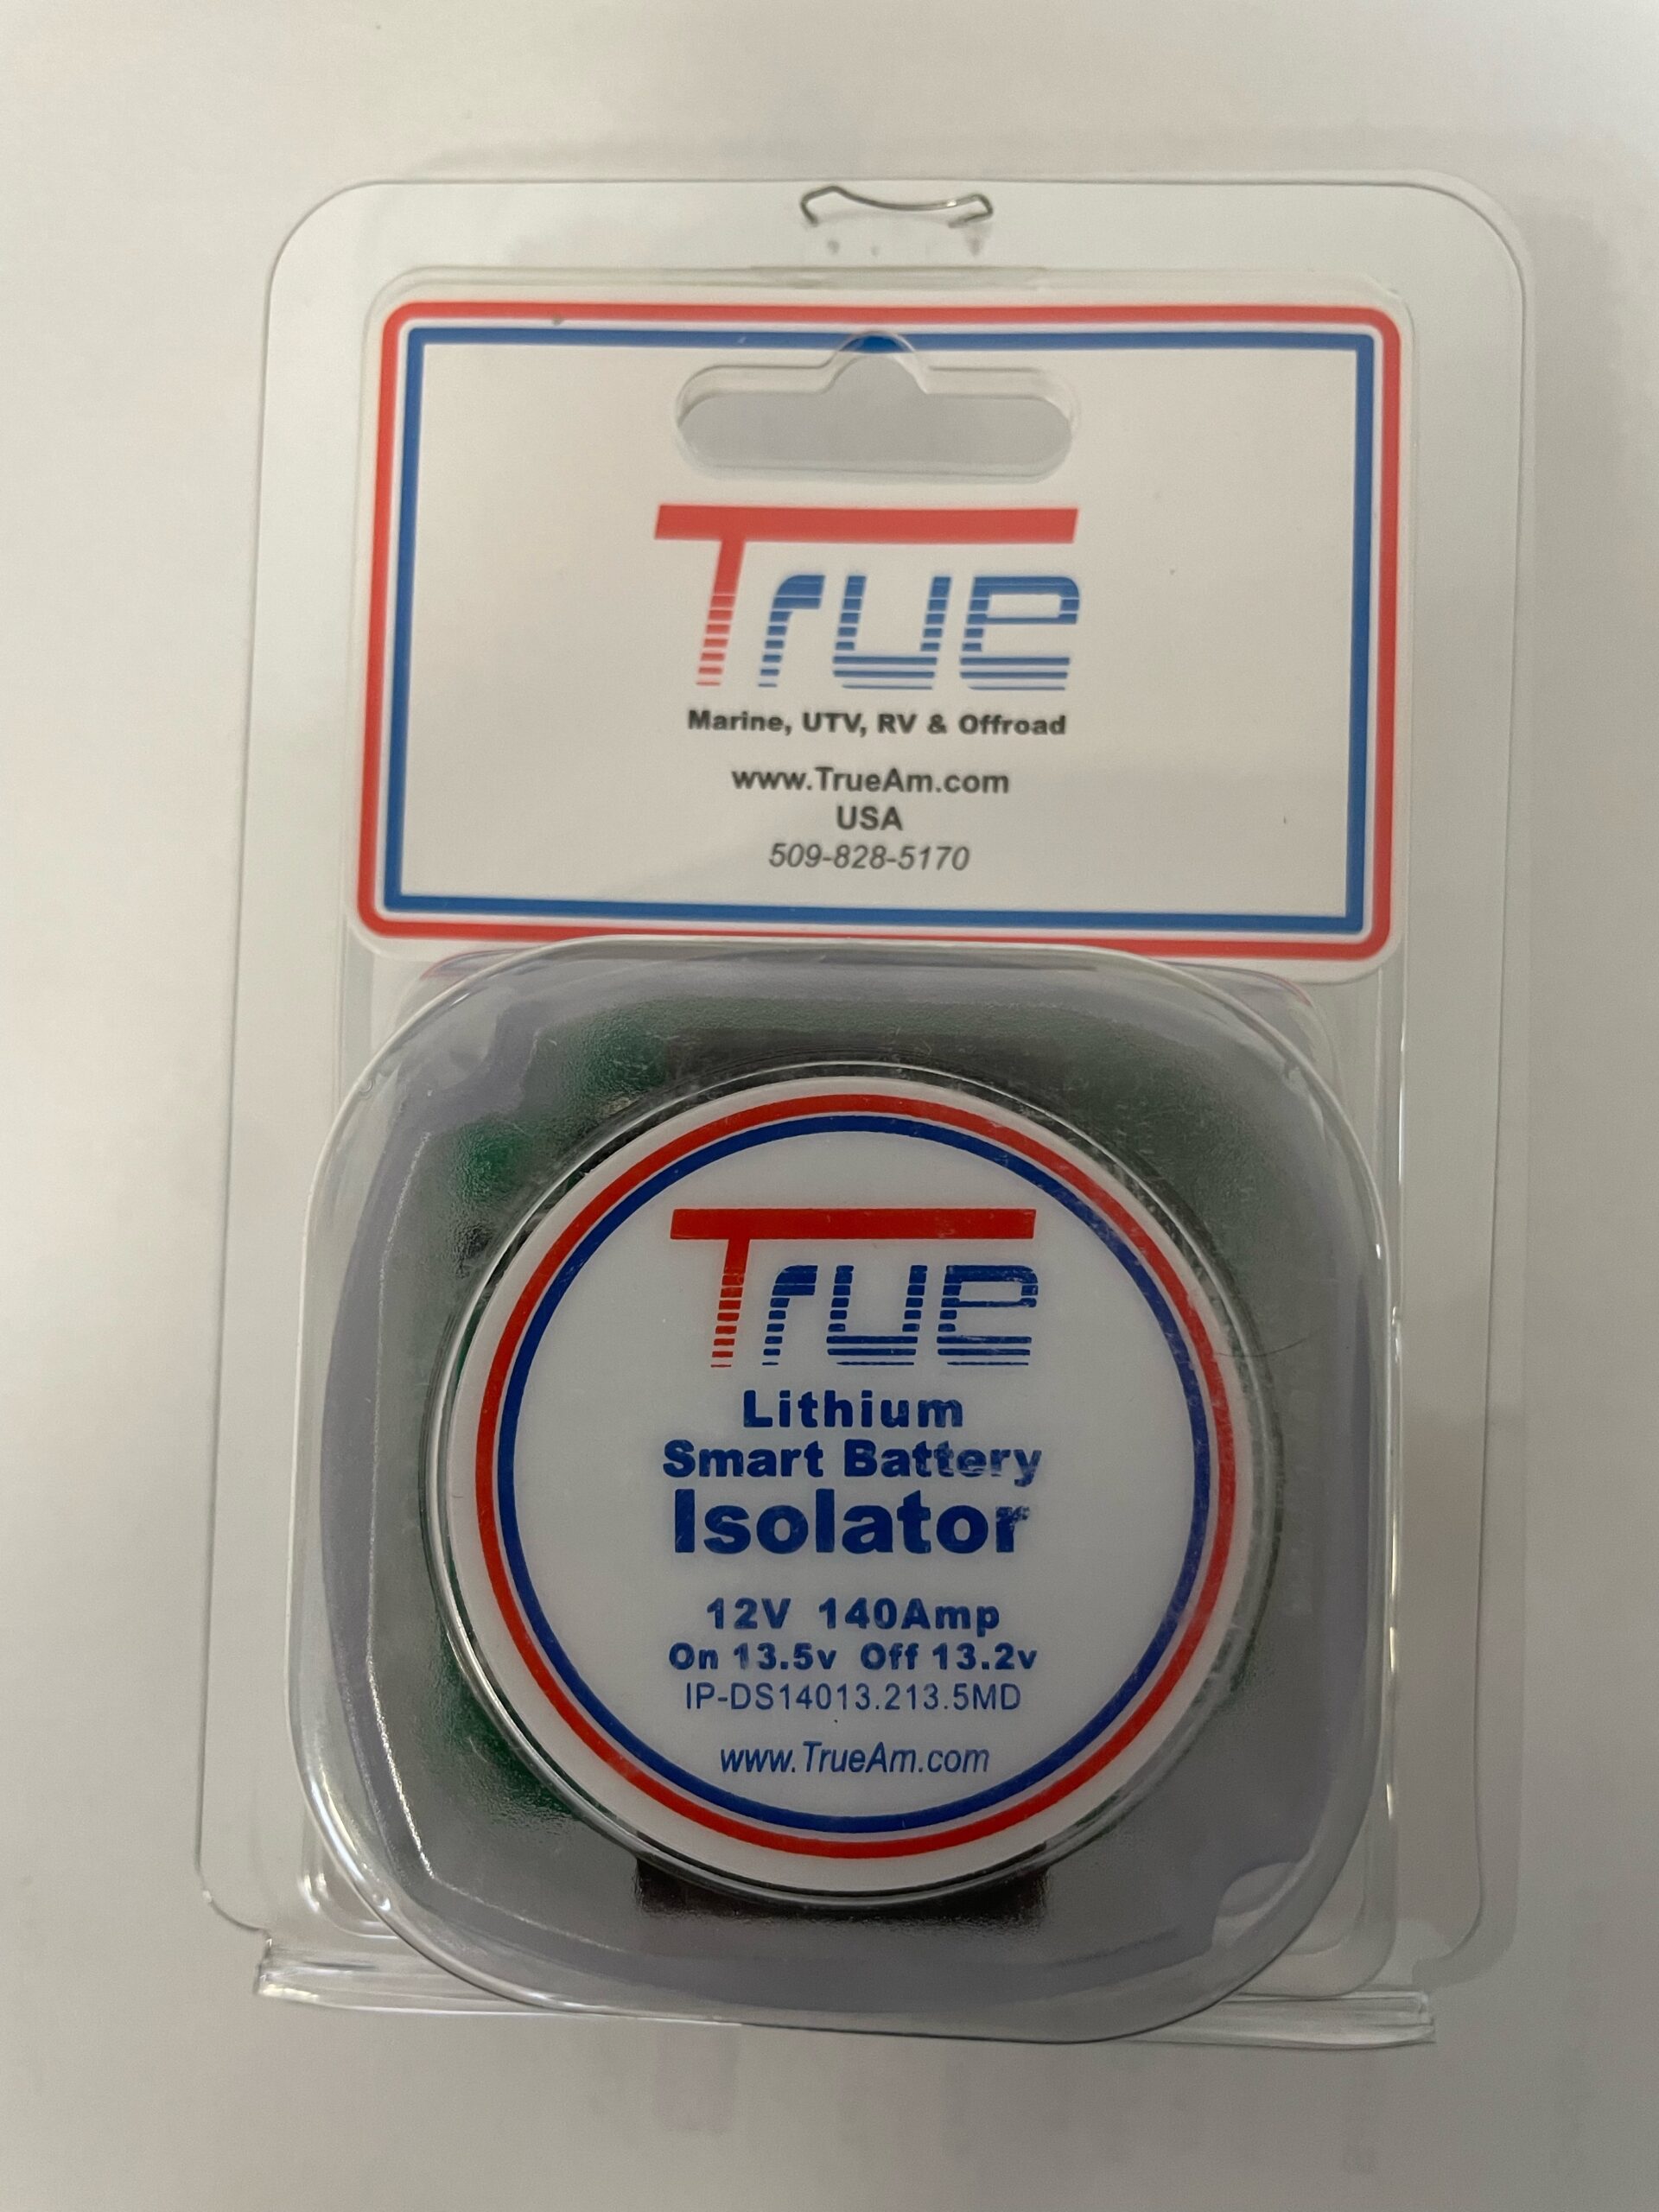 True
Marine, UTV, RV & Offroad
www.TrueAm.com
USA
509-828-5170
True
Lithium
Smart Battery
Isolator
12V 140Amp
On 13.5v Off 13.2v
IP-DS14013.213.5MD
www.TrueAm.com